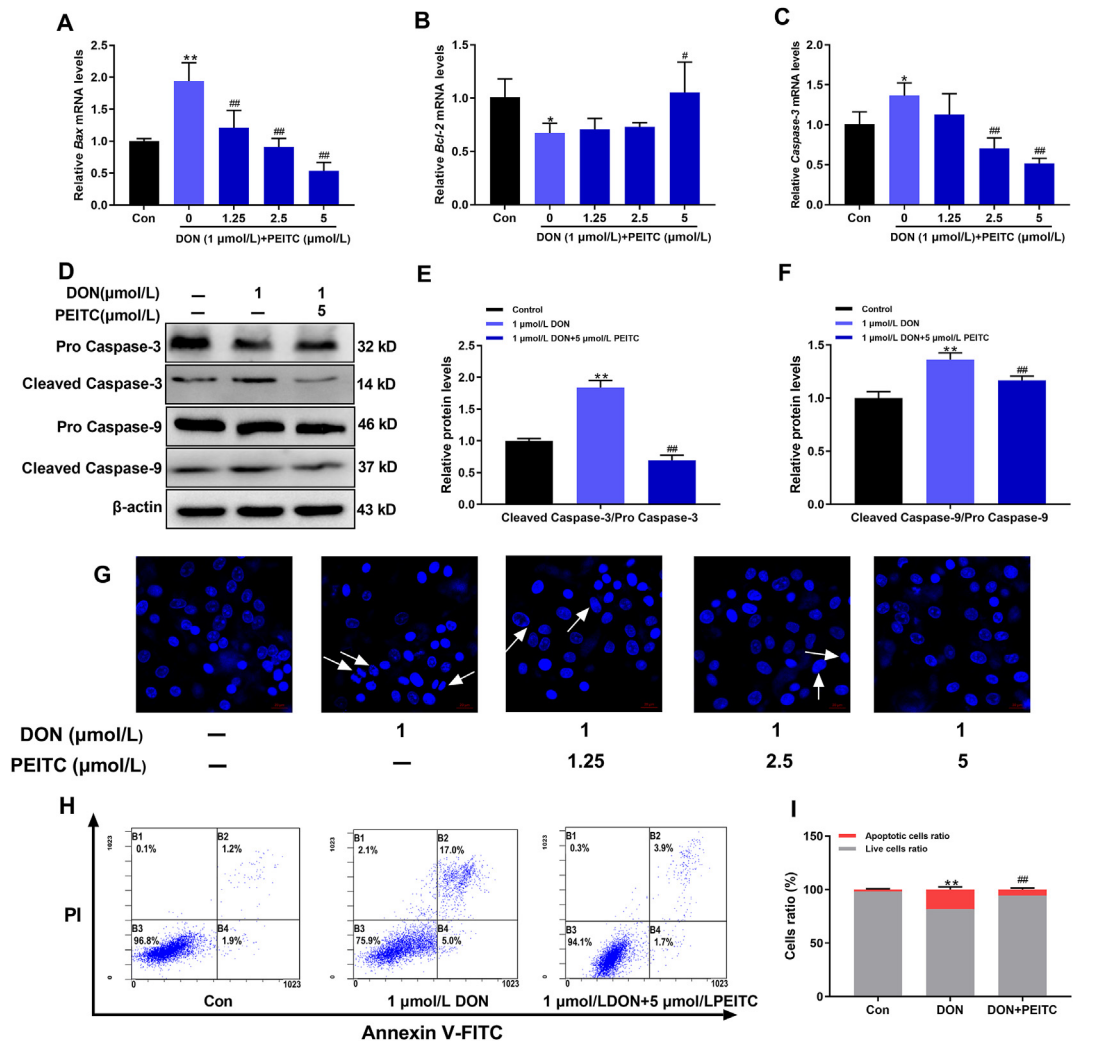 A
Relative Bax mRNA levels
2.5
2.0
1.5
1.0
0.5
0.0
**
##
##
##
Con
0
1.25
2.5
5
DON (1 μmol/L)+PEITC (μmol/L)
B
Relative Bcl-2 mRNA levels
1.5
1.0
0.5
0.0
*
#
Con
0
1.25
2.5
5
DON (1 μmol/L)+PEITC (μmol/L)
C
Relative Caspase-3 mRNA levels
2.0
1.5
1.0
0.5
0.0
*
##
##
Con
0
1.25
2.5
5
DON (1 μmol/L)+PEITC (μmol/L)
D
DON(μmol/L) — 1 1
PEITC(μmol/L) — — 5
Pro Caspase-3 32 kD
Cleaved Caspase-3 14 kD
Pro Caspase-9 46 kD
Cleaved Caspase-9 37 kD
β-actin 43 kD
E
Control
1 μmol/L DON
1 μmol/L DON+5 μmol/L PEITC
Relative protein levels
2.5
2.0
1.5
1.0
0.5
0.0
**
##
Cleaved Caspase-3/Pro Caspase-3
F
Control
1 μmol/L DON
1 μmol/L DON+5 μmol/L PEITC
Relative protein levels
1.5
1.0
0.5
0.0
**
##
Cleaved Caspase-9/Pro Caspase-9
G
DON (μmol/L) — 1 1 1 1
PEITC (μmol/L) — — 1.25 2.5 5
H
PI
1023
0
B1
0.1%
B2
1.2%
B3
96.8%
B4
1.9%
1023
Con
1023
0
B1
2.1%
B2
17.0%
B3
75.9%
B4
5.0%
1023
1 μmol/L DON
1023
0
B1
0.3%
B2
3.9%
B3
94.1%
B4
1.7%
1023
1 μmol/LDON+5 μmol/LPEITC
Annexin V-FITC
I
Apoptotic cells ratio
Live cells ratio
Cells ratio (%)
150
100
50
0
**
##
Con
DON
DON+PEITC